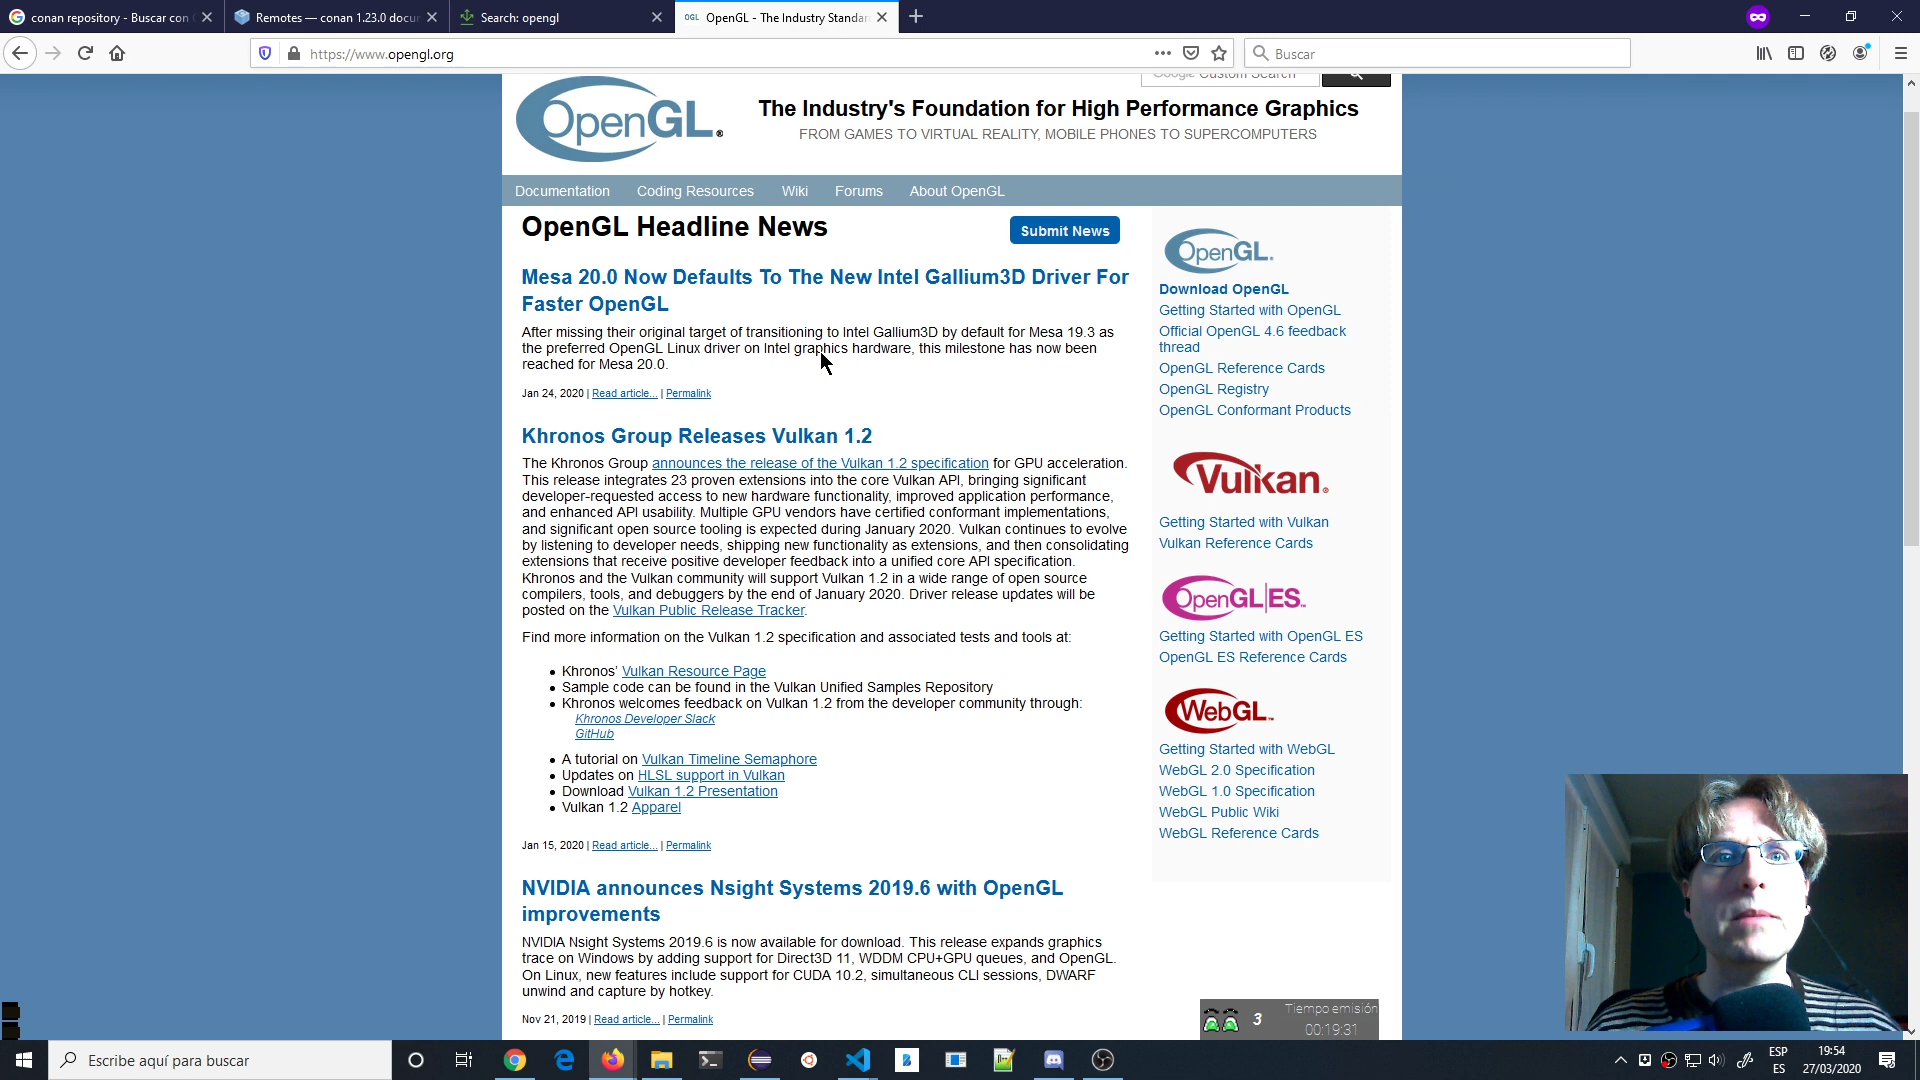 conan repository - Buscar con
Remotes — conan 1.23.0 docu
Search: opengl
OGL OpenGL - The Industry Standar
https://www.opengl.org
Buscar
Google Custom Search
OpenGL®
The Industry's Foundation for High Performance Graphics
FROM GAMES TO VIRTUAL REALITY, MOBILE PHONES TO SUPERCOMPUTERS
Documentation Coding Resources Wiki Forums About OpenGL
OpenGL Headline News
Submit News
Mesa 20.0 Now Defaults To The New Intel Gallium3D Driver For
Faster OpenGL
After missing their original target of transitioning to Intel Gallium3D by default for Mesa 19.3 as
the preferred OpenGL Linux driver on Intel graphics hardware, this milestone has now been
reached for Mesa 20.0.
Jan 24, 2020 | Read article... | Permalink
Khronos Group Releases Vulkan 1.2
The Khronos Group announces the release of the Vulkan 1.2 specification for GPU acceleration.
This release integrates 23 proven extensions into the core Vulkan API, bringing significant
developer-requested access to new hardware functionality, improved application performance,
and enhanced API usability. Multiple GPU vendors have certified conformant implementations,
and significant open source tooling is expected during January 2020. Vulkan continues to evolve
by listening to developer needs, shipping new functionality as extensions, and then consolidating
extensions that receive positive developer feedback into a unified core API specification.
Khronos and the Vulkan community will support Vulkan 1.2 in a wide range of open source
compilers, tools, and debuggers by the end of January 2020. Driver release updates will be
posted on the Vulkan Public Release Tracker.
Find more information on the Vulkan 1.2 specification and associated tests and tools at:
• Khronos' Vulkan Resource Page
• Sample code can be found in the Vulkan Unified Samples Repository
• Khronos welcomes feedback on Vulkan 1.2 from the developer community through:
Khronos Developer Slack
GitHub
• A tutorial on Vulkan Timeline Semaphore
• Updates on HLSL support in Vulkan
• Download Vulkan 1.2 Presentation
• Vulkan 1.2 Apparel
Jan 15, 2020 | Read article... | Permalink
NVIDIA announces Nsight Systems 2019.6 with OpenGL
improvements
NVIDIA Nsight Systems 2019.6 is now available for download. This release expands graphics
trace on Windows by adding support for Direct3D 11, WDDM CPU+GPU queues, and OpenGL.
On Linux, new features include support for CUDA 10.2, simultaneous CLI sessions, DWARF
unwind and capture by hotkey.
Nov 21, 2019 | Read article... | Permalink
OpenGL.
Download OpenGL
Getting Started with OpenGL
Official OpenGL 4.6 feedback
thread
OpenGL Reference Cards
OpenGL Registry
OpenGL Conformant Products
Vulkan.
Getting Started with Vulkan
Vulkan Reference Cards
OpenGL|ES™
Getting Started with OpenGL ES
OpenGL ES Reference Cards
WebGL™
Getting Started with WebGL
WebGL 2.0 Specification
WebGL 1.0 Specification
WebGL Public Wiki
WebGL Reference Cards
3
Tiempo emisión
00:19:31
Escribe aquí para buscar
ESP
ES
19:54
27/03/2020